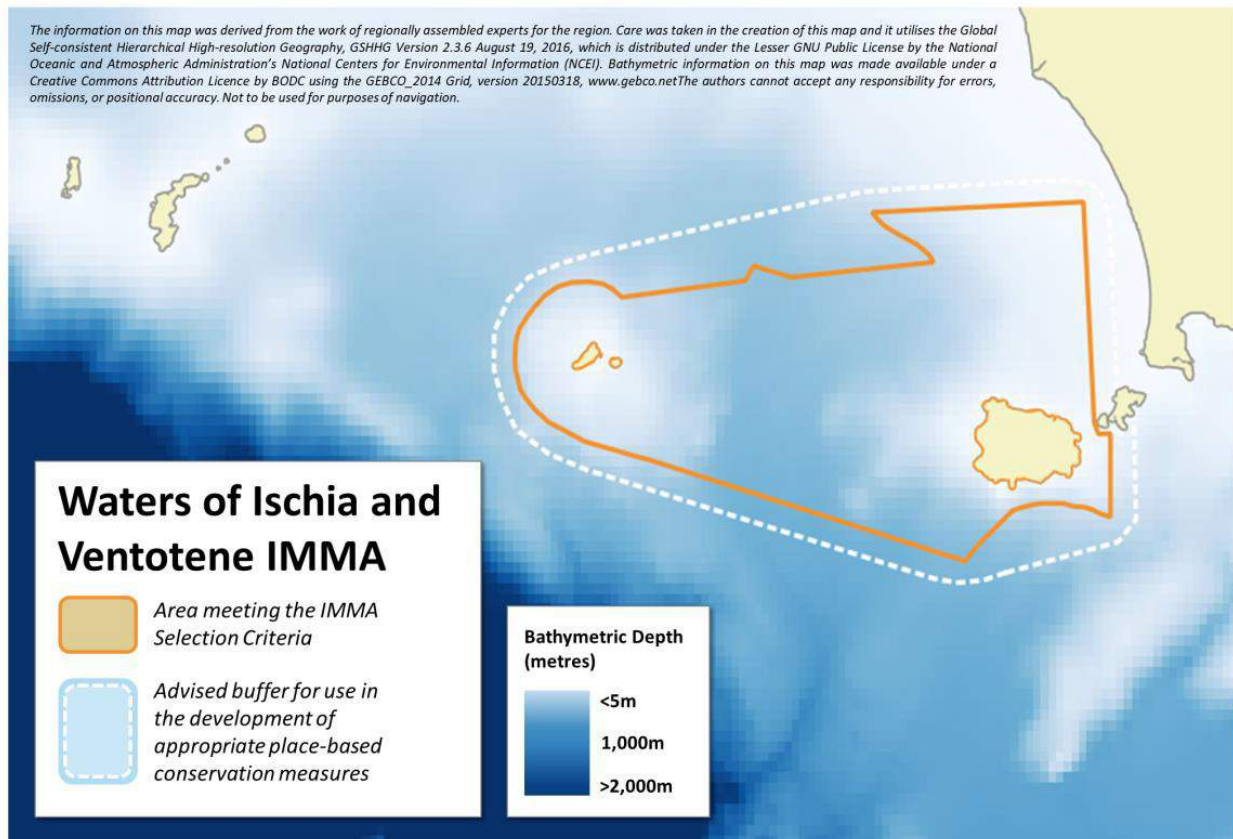 The information on this map was derived from the work of regionally assembled experts for the region. Care was taken in the creation of this map and it utilises the Global
Self-consistent Hierarchical High-resolution Geography, GSHHG Version 2.3.6 August 19, 2016, which is distributed under the Lesser GNU Public License by the National
Oceanic and Atmospheric Administration's National Centers for Environmental Information (NCEI). Bathymetric information on this map was made available under a
Creative Commons Attribution Licence by BODC using the GEBCO_2014 Grid, version 20150318, www.gebco.netThe authors cannot accept any responsibility for errors,
omissions, or positional accuracy. Not to be used for purposes of navigation.
Waters of Ischia and
Ventotene IMMA
Area meeting the IMMA
Selection Criteria
Advised buffer for use in
the development of
appropriate place-based
conservation measures
Bathymetric Depth
(metres)
<5m
1,000m
>2,000m